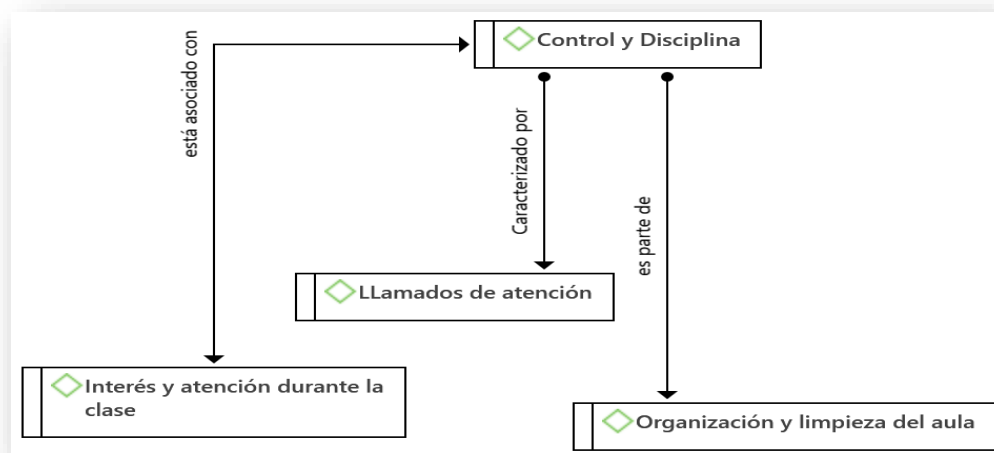 Control y Disciplina
está asociado con
Caracterizado por
es parte de
LLamados de atención
Interés y atención durante la
clase
Organización y limpieza del aula